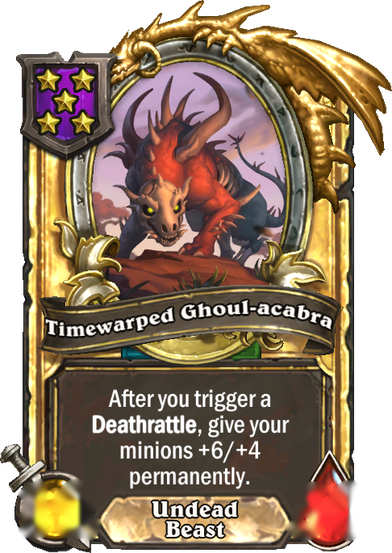 Timewarped Ghoul-acabra
After you trigger a
Deathrattle, give your
minions +6/+4
permanently.
Undead
Beast